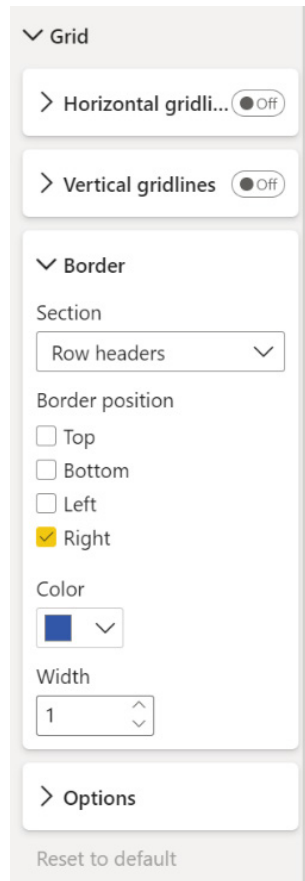 Grid
Horizontal gridli... Off
Vertical gridlines Off
Border
Section
Row headers
Border position
Top
Bottom
Left
Right
Color
Width
1
Options
Reset to default